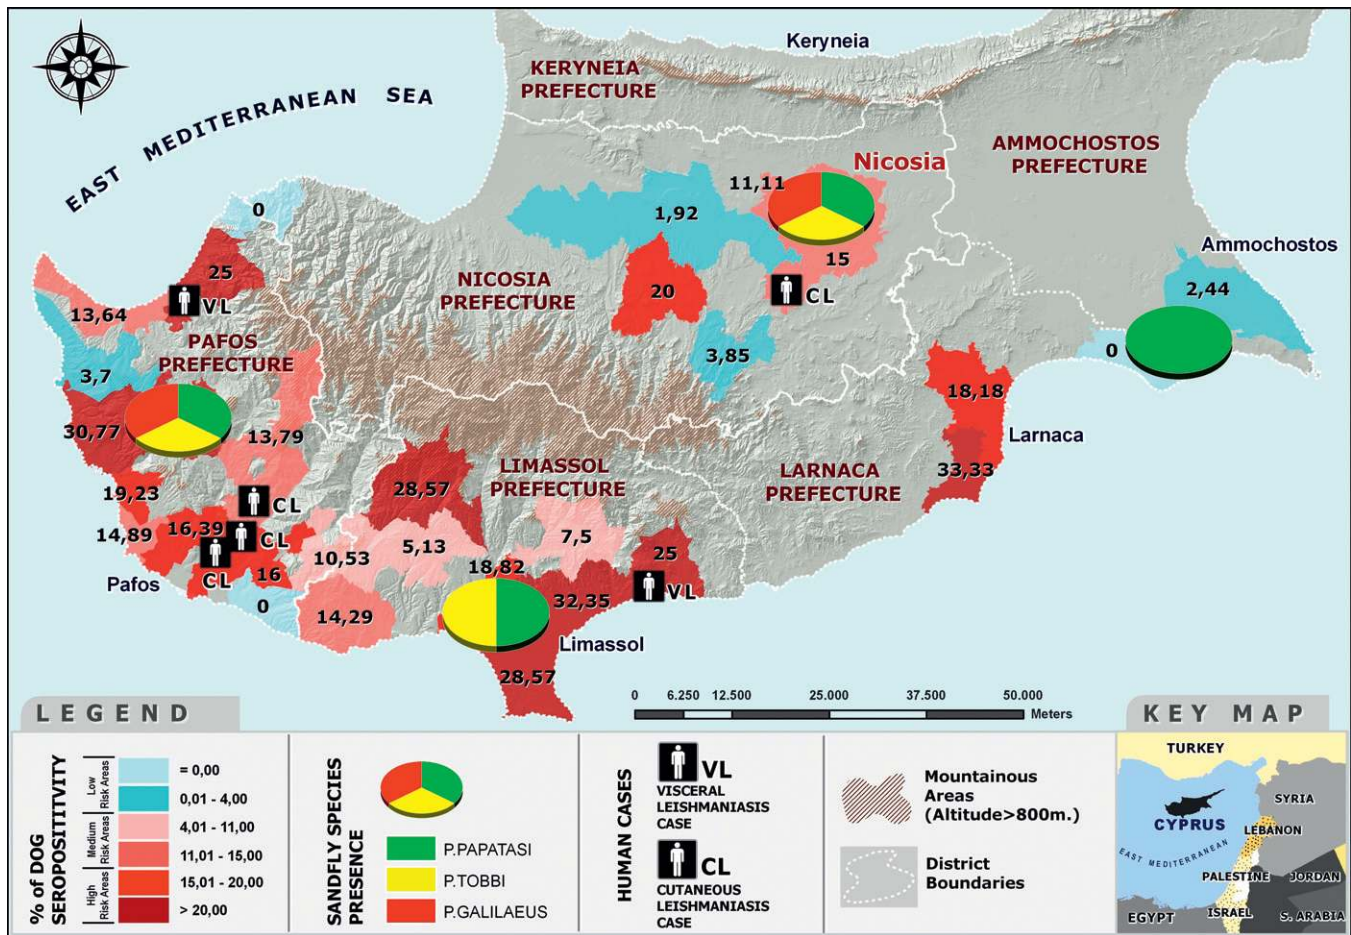 Keryneia
KERYNEIA
PREFECTURE
EAST MEDITERRANEAN SEA
AMMOCHOSTOS
PREFECTURE
Nicosia
11,11
0
1,92
15
Ammochostos
25
NICOSIA
PREFECTURE
20
CL
2,44
VL
13,64
PAFOS
PREFECTURE
3,85
0
3,7
18,18
30,77
13,79
Larnaca
LIMASSOL
PREFECTURE
LARNACA
PREFECTURE
33,33
28,57
19,23
CL
14,89
16,39
CL
7,5
10,53
5,13
25
CL
16
18,82
Pafos
VL
0
32,35
14,29
Limassol
28,57
0 6.250 12.500 25.000 37.500 50.000
Meters
LEGEND
% of DOG
SEROPOSITITVITY
Low
Risk Areas
= 0,00
0,01 - 4,00
Medium
Risk Areas
4,01 - 11,00
11,01 - 15,00
High
Risk Areas
15,01 - 20,00
> 20,00
SANDFLY SPECIES
PRESENCE
P.PAPATASI
P.TOBBI
P.GALILAEUS
HUMAN CASES
VL
VISCERAL
LEISHMANIASIS
CASE
CL
CUTANEOUS
LEISHMANIASIS
CASE
Mountainous
Areas
(Altitude>800m.)
District
Boundaries
KEY MAP
TURKEY
SYRIA
CYPRUS
LEBANON
EAST MEDITERRANEAN
PALESTINE
JORDAN
ISRAEL
EGYPT
S. ARABIA